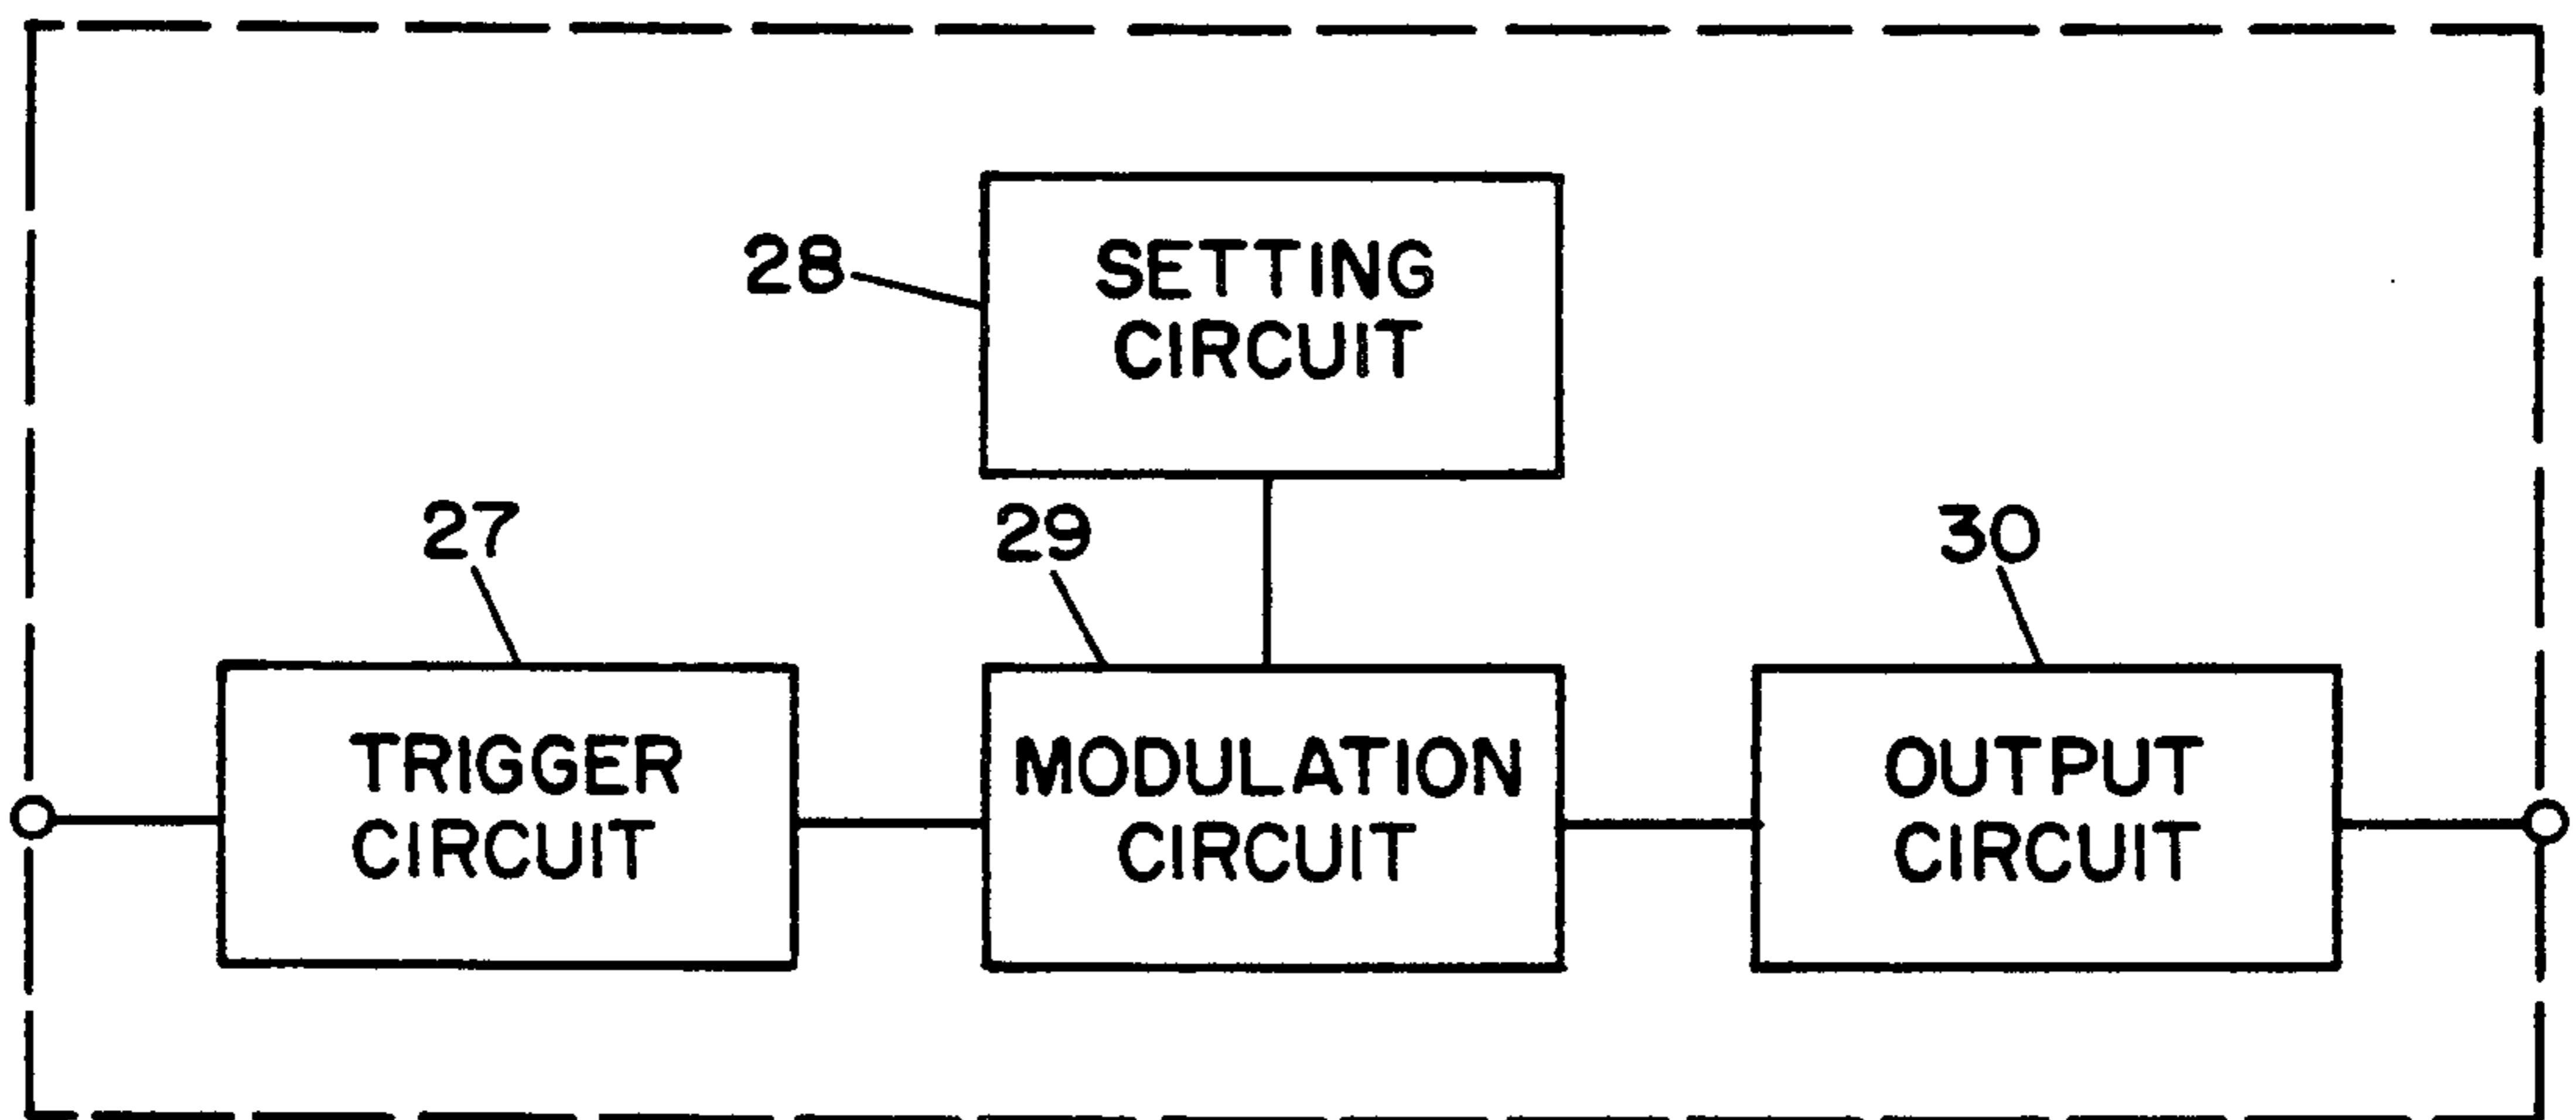 28
SETTING
CIRCUIT
27
29
30
TRIGGER
CIRCUIT
MODULATION
CIRCUIT
OUTPUT
CIRCUIT